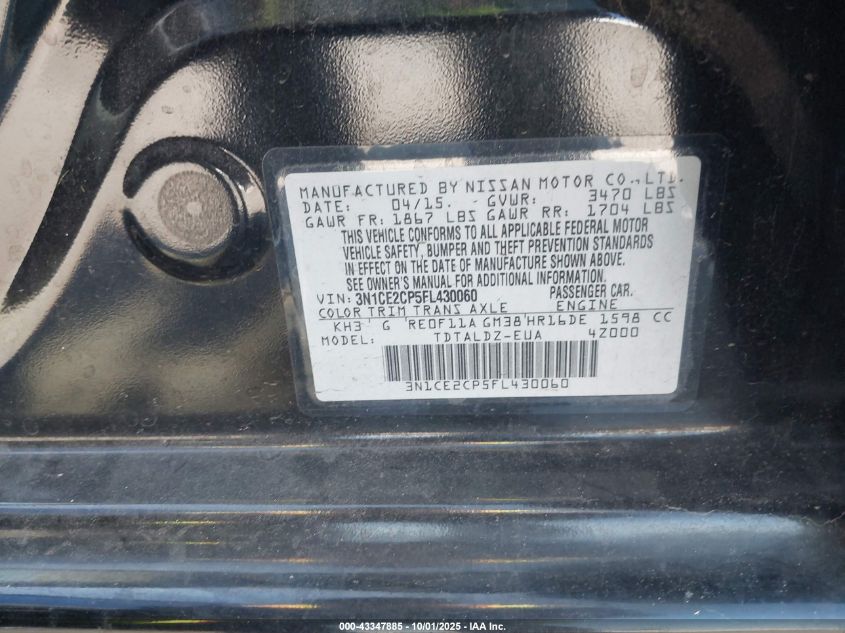 MANUFACTURED BY NISSAN MOTOR CO., LTD.
DATE: 04/15. GVWR: 3470 LBS
GAWR FR: 1867 LBS GAWR RR: 1704 LBS
THIS VEHICLE CONFORMS TO ALL APPLICABLE FEDERAL MOTOR
VEHICLE SAFETY, BUMPER AND THEFT PREVENTION STANDARDS
IN EFFECT ON THE DATE OF MANUFACTURE SHOWN ABOVE.
SEE OWNER'S MANUAL FOR ADDITIONAL INFORMATION.
VIN: 3N1CE2CP5FL430060 PASSENGER CAR.
COLOR TRIM TRANS AXLE ENGINE
KH3 G RE0F11A GM38 HR16DE 1598 CC
MODEL: TDTALDZ-EUA 4Z000
3N1CE2CP5FL430060
000-43347885 - 10/01/2025 - IAA Inc.